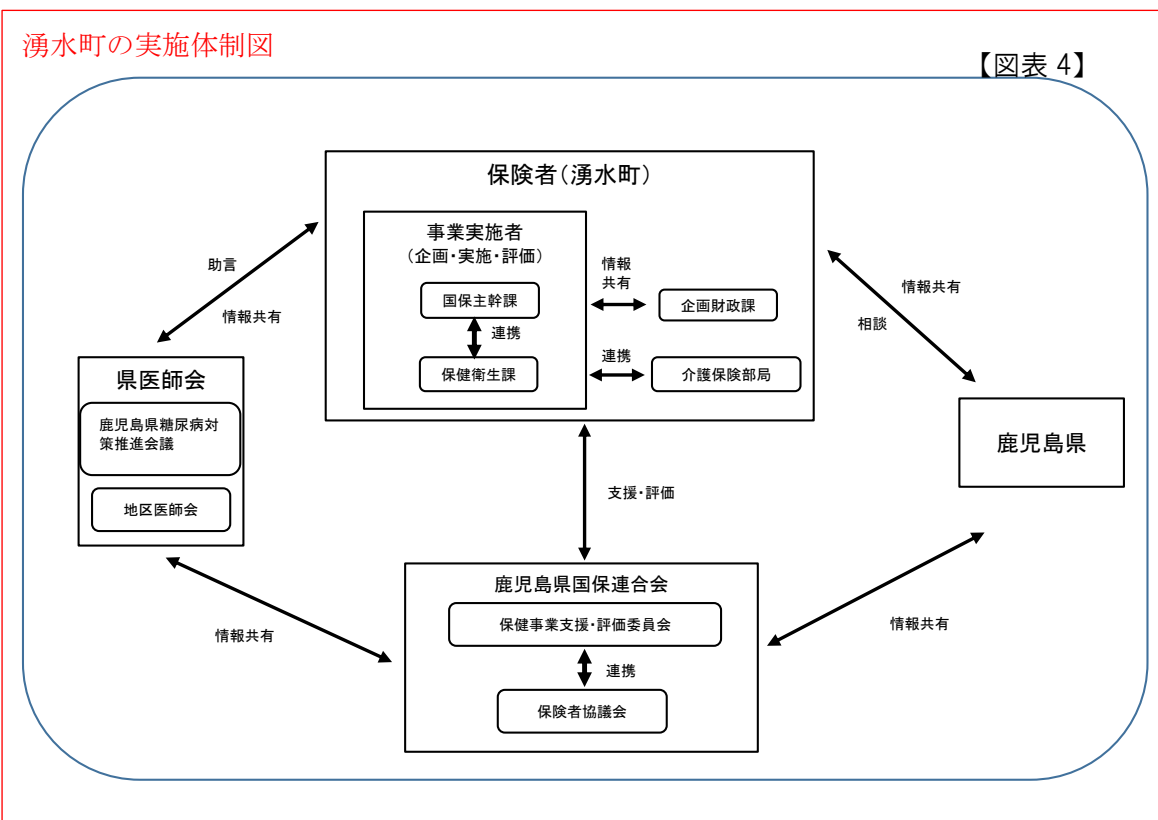 湧水町の実施体制図
【図表 4】
保険者(湧水町)
事業実施者
(企画・実施・評価)
国保主幹課
連携
保健衛生課
情報
共有
企画財政課
連携
介護保険部局
助言
情報共有
情報共有
相談
県医師会
鹿児島県糖尿病対
策推進会議
地区医師会
鹿児島県
支援・評価
鹿児島県国保連合会
保健事業支援・評価委員会
連携
保険者協議会
情報共有
情報共有